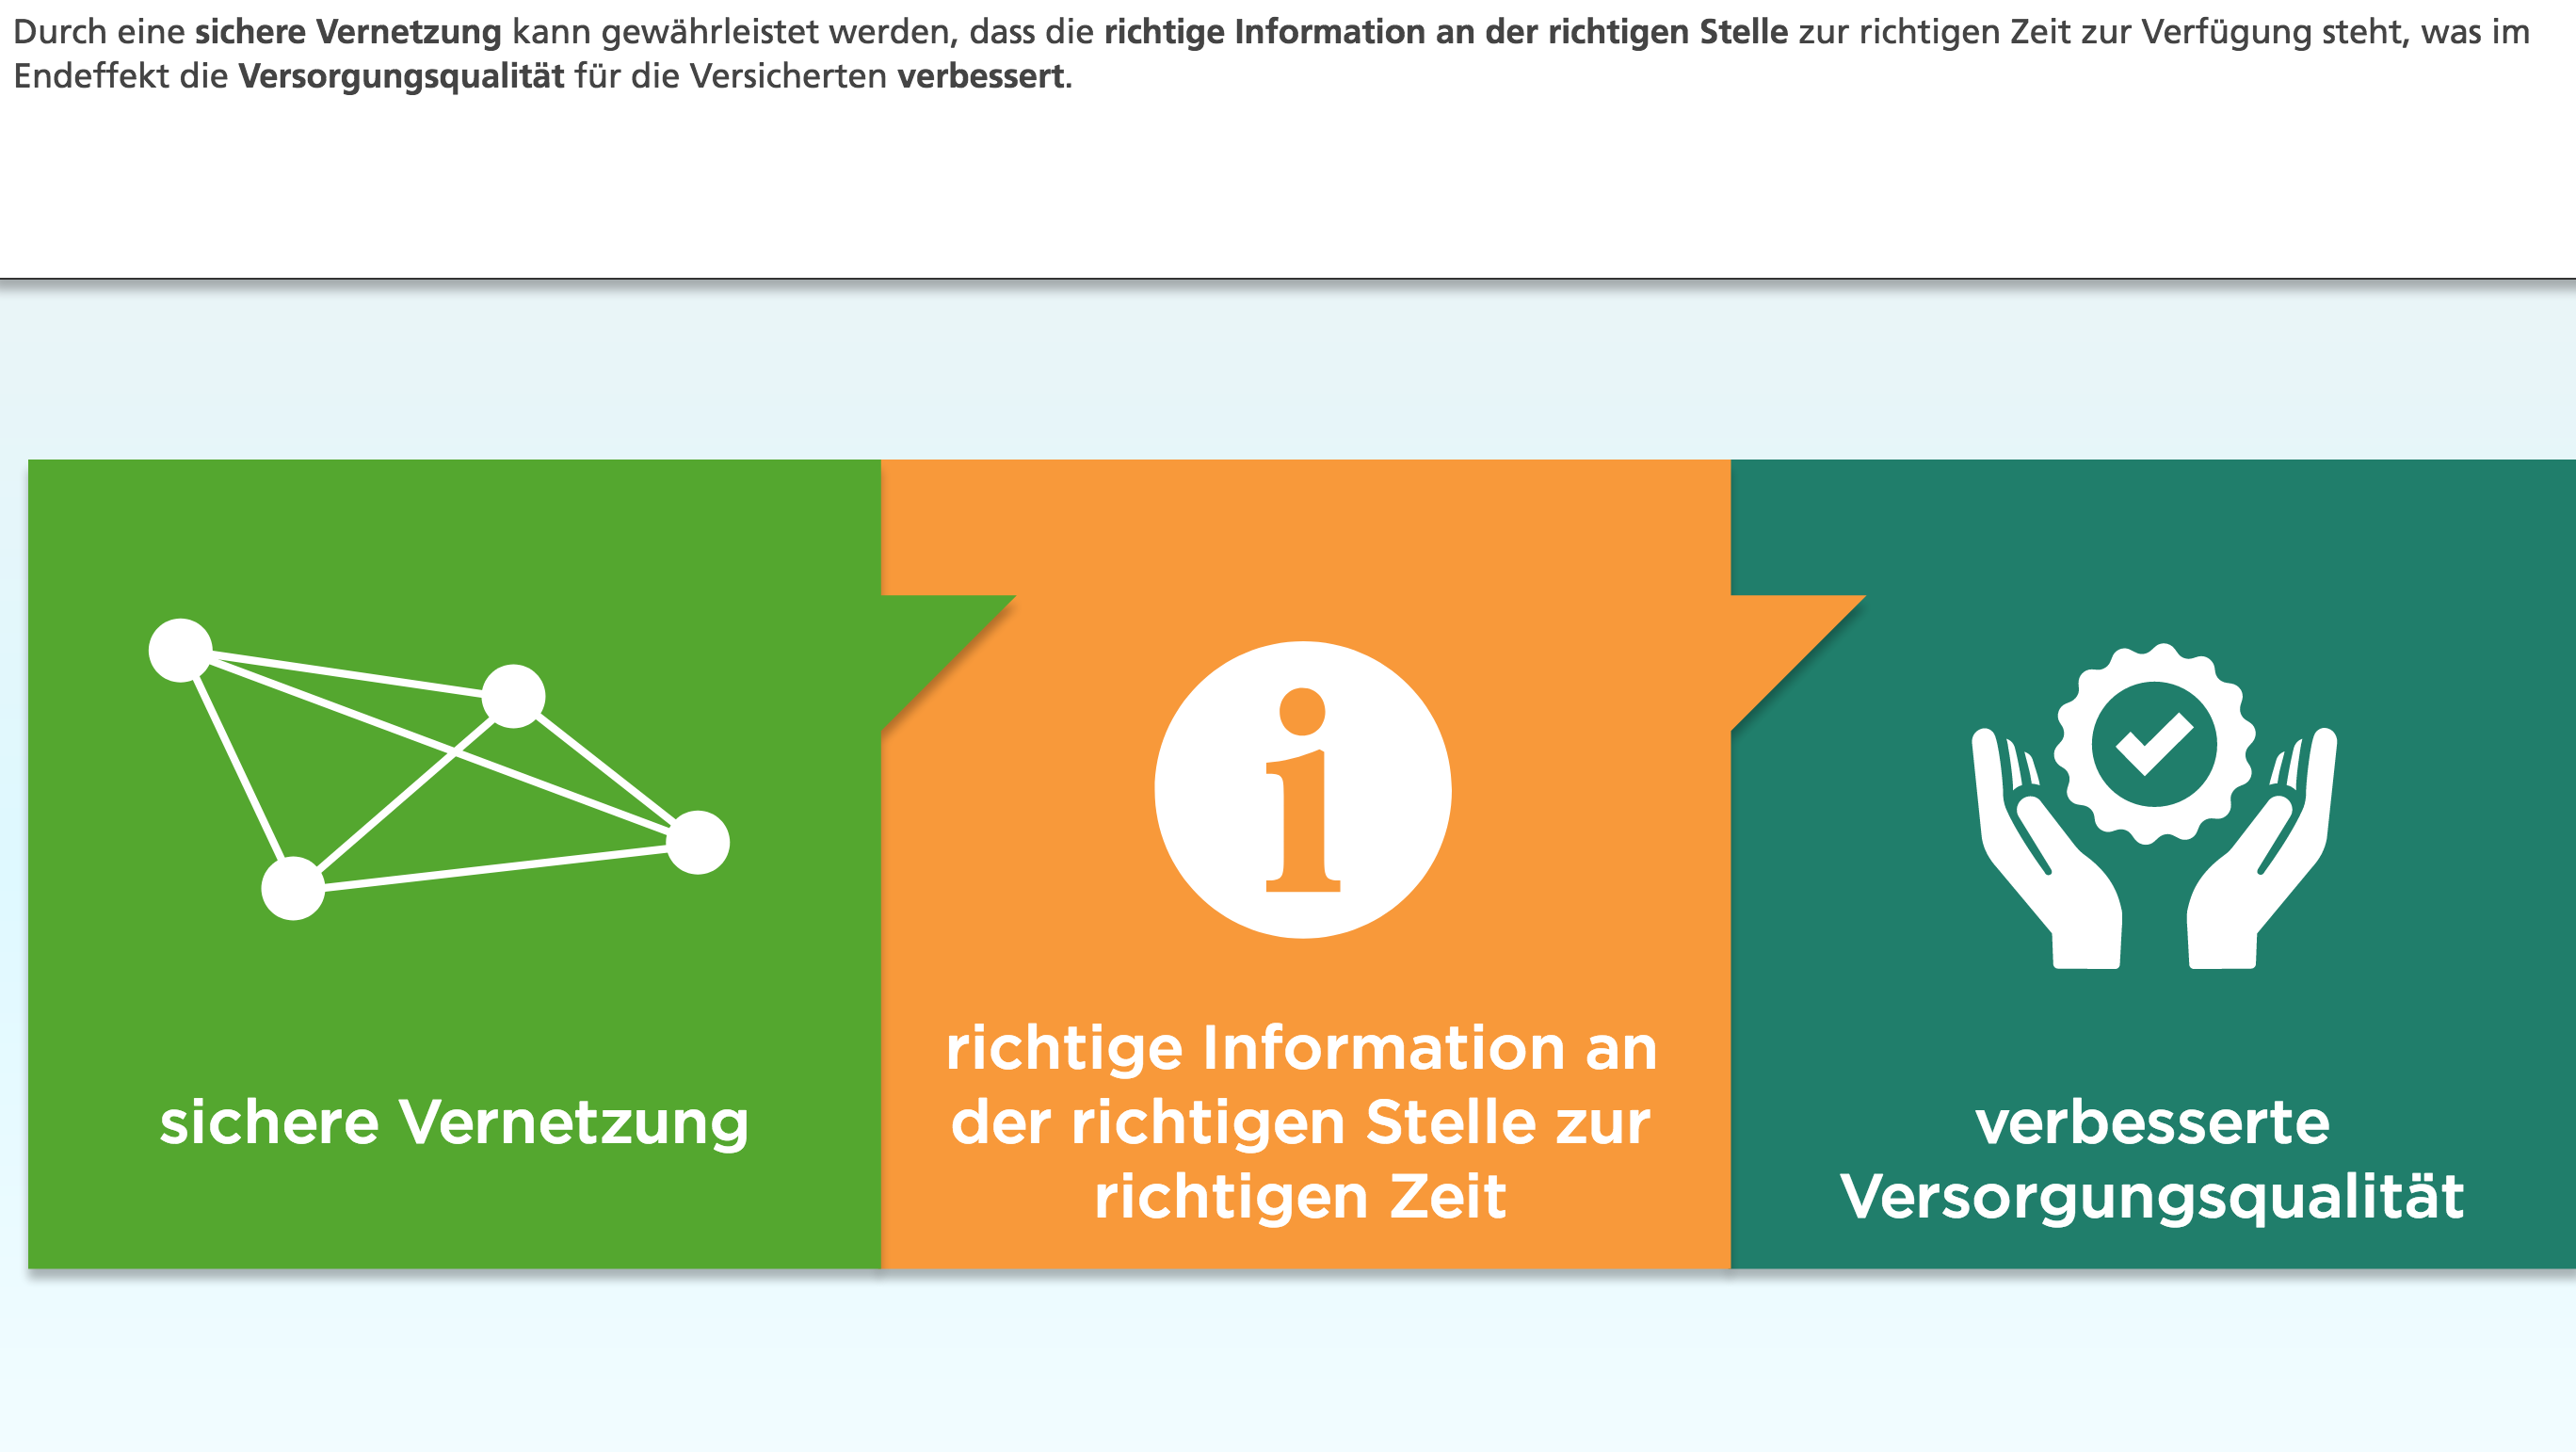 Durch eine sichere Vernetzung kann gewährleistet werden, dass die richtige Information an der richtigen Stelle zur richtigen Zeit zur Verfügung steht, was im
Endeffekt die Versorgungsqualität für die Versicherten verbessert.
sichere Vernetzung
richtige Information an
der richtigen Stelle zur
richtigen Zeit
verbesserte
Versorgungsqualität